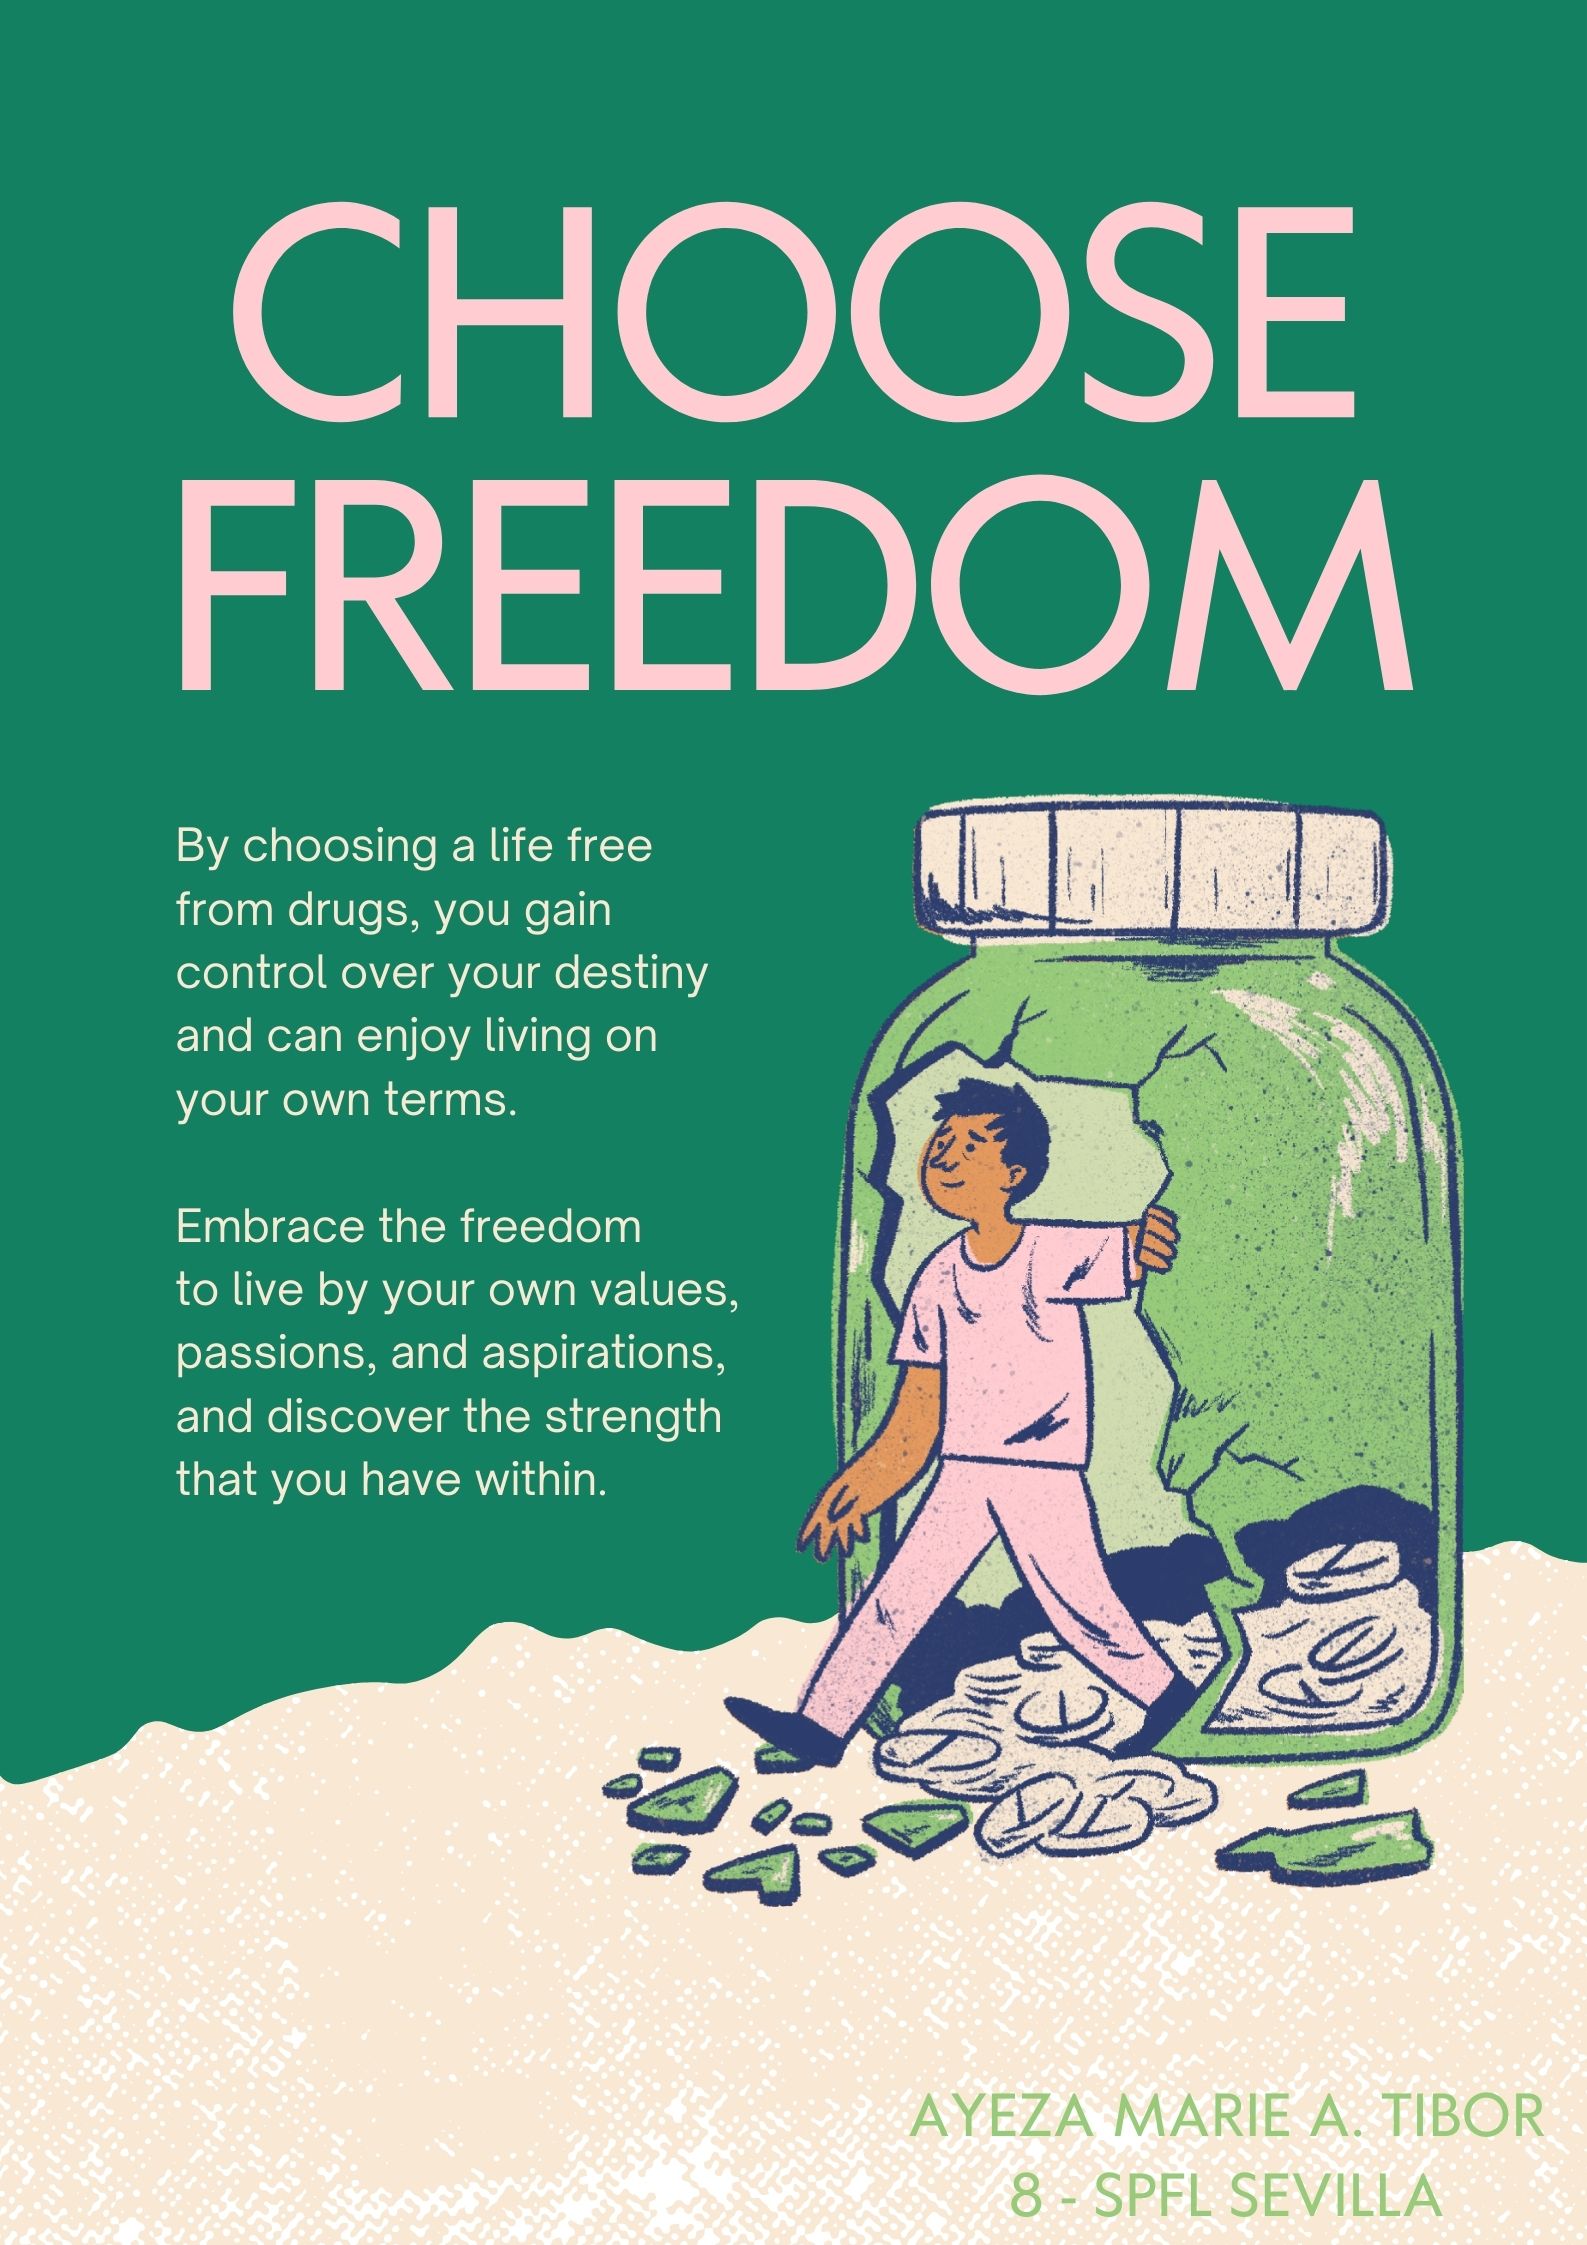 CHOOSE
FREEDOM
By choosing a life free
from drugs, you gain
control over your destiny
and can enjoy living on
your own terms.
Embrace the freedom
to live by your own values,
passions, and aspirations,
and discover the strength
that you have within.
AYEZA MARIE A. TIBOR
8 - SPFL SEVILLA